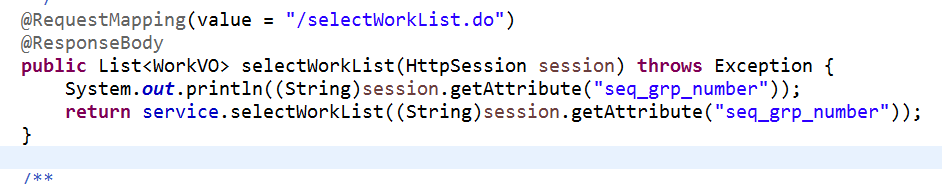 @RequestMapping(value = "/selectWorkList.do")
@ResponseBody
public List<WorkVO> selectWorkList(HttpSession session) throws Exception {
System.out.println((String)session.getAttribute("seq_grp_number"));
return service.selectWorkList((String)session.getAttribute("seq_grp_number"));
}
/**